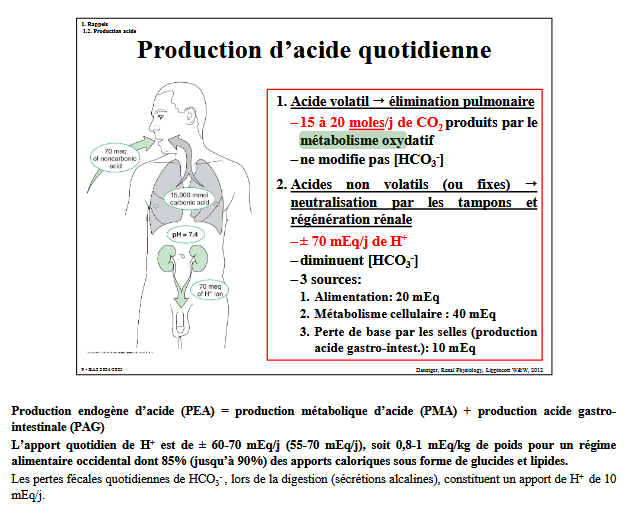 1. Rappels
1.2. Production acide
Production d’acide quotidienne
70 meq
of noncarbonic
acid
15,000 mmol
carbonic acid
pH = 7.4
70 meq
of H⁺ ion
1. Acide volatil → élimination pulmonaire
– 15 à 20 moles/j de CO₂ produits par le
métabolisme oxydatif
– ne modifie pas [HCO₃⁻]
2. Acides non volatils (ou fixes) →
neutralisation par les tampons et
régénération rénale
– ± 70 mEq/j de H⁺
– diminuent [HCO₃⁻]
– 3 sources:
1. Alimentation: 20 mEq
2. Métabolisme cellulaire : 40 mEq
3. Perte de base par les selles (production
acide gastro-intest.): 10 mEq
Danziger, Renal Physiology, Lippincott W&W, 2012
Production endogène d’acide (PEA) = production métabolique d’acide (PMA) + production acide gastro-
intestinale (PAG)
L’apport quotidien de H⁺ est de ± 60-70 mEq/j (55-70 mEq/j), soit 0,8-1 mEq/kg de poids pour un régime
alimentaire occidental dont 85% (jusqu’à 90%) des apports caloriques sous forme de glucides et lipides.
Les pertes fécales quotidiennes de HCO₃⁻, lors de la digestion (sécrétions alcalines), constituent un apport de H⁺ de 10
mEq/j.